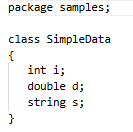 package samples;

class SimpleData
{
    int i;
    double d;
    string s;
}